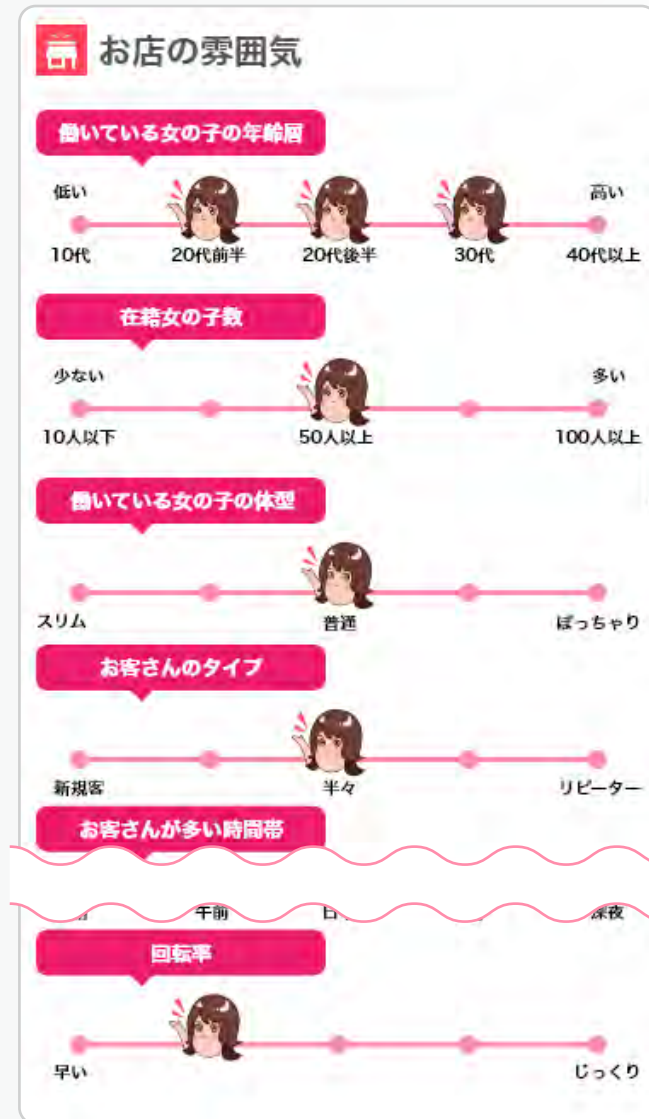 お店の雰囲気
働いている女の子の年齢層
低い 高い
10代 20代前半 20代後半 30代 40代以上
在籍女の子数
少ない 多い
10人以下 50人以上 100人以上
働いている女の子の体型
スリム 普通 ぽっちゃり
お客さんのタイプ
新規客 半々 リピーター
お客さんが多い時間帯
午前 深夜
回転率
早い じっくり